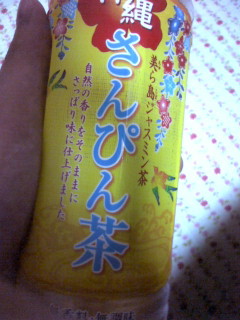 沖縄
美ら島ジャスミン茶
さんぴん茶
自然の香りをそのままに
さっぱり味に仕上げました